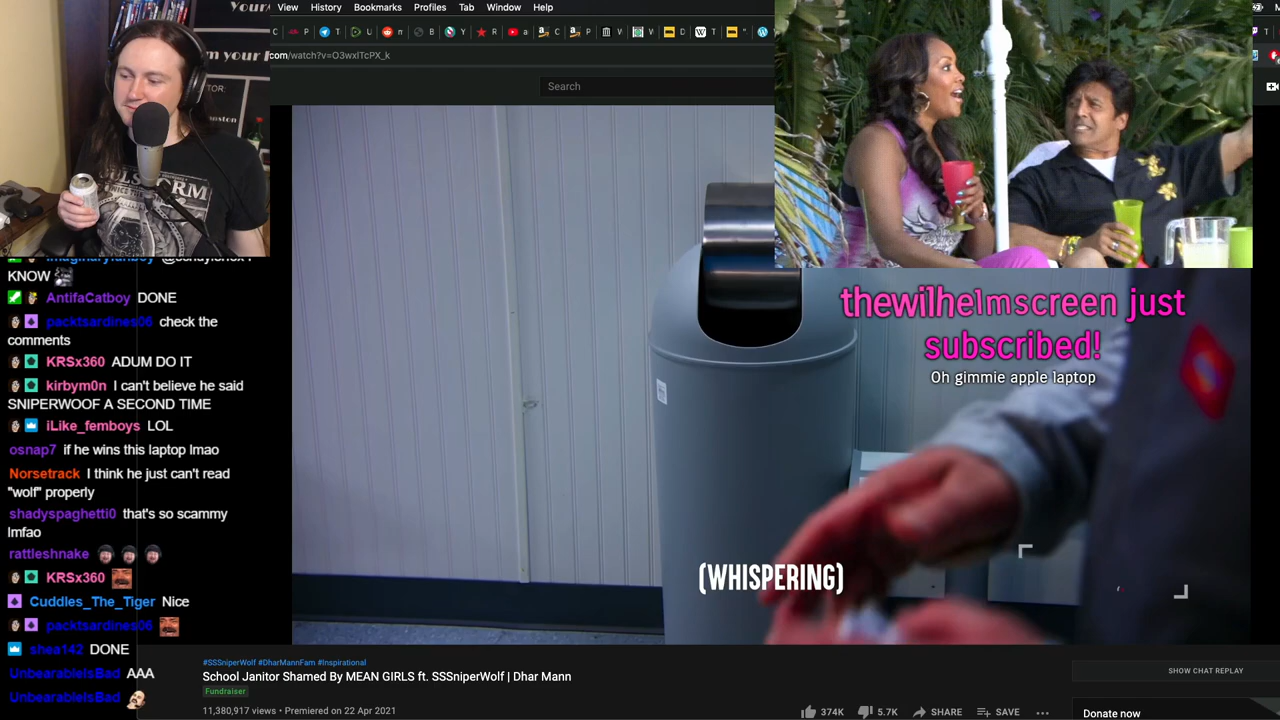 View History Bookmarks Profiles Tab Window Help
com/watch?v=O3wxlTcPX_k
Search
KNOW
AntifaCatboy DONE
packtsardines06 check the
comments
KRSx360 ADUM DO IT
kirbym0n I can't believe he said
SNIPERWOOF A SECOND TIME
iLike_femboys LOL
osnap7 if he wins this laptop lmao
Norsetrack I think he just can't read
"wolf" properly
shadyspaghetti0 that's so scammy
lmfao
rattleshnake
KRSx360
Cuddles_The_Tiger Nice
packtsardines06
shea142 DONE
UnbearableIsBad AAA
UnbearableIsBad
thewilhelmscreen just
subscribed!
Oh gimmie apple laptop
(WHISPERING)
#SSSniperWolf #DharMannFam #Inspirational
School Janitor Shamed By MEAN GIRLS ft. SSSniperWolf | Dhar Mann
Fundraiser
11,380,917 views • Premiered on 22 Apr 2021
374K 5.7K SHARE SAVE
SHOW CHAT REPLAY
Donate now